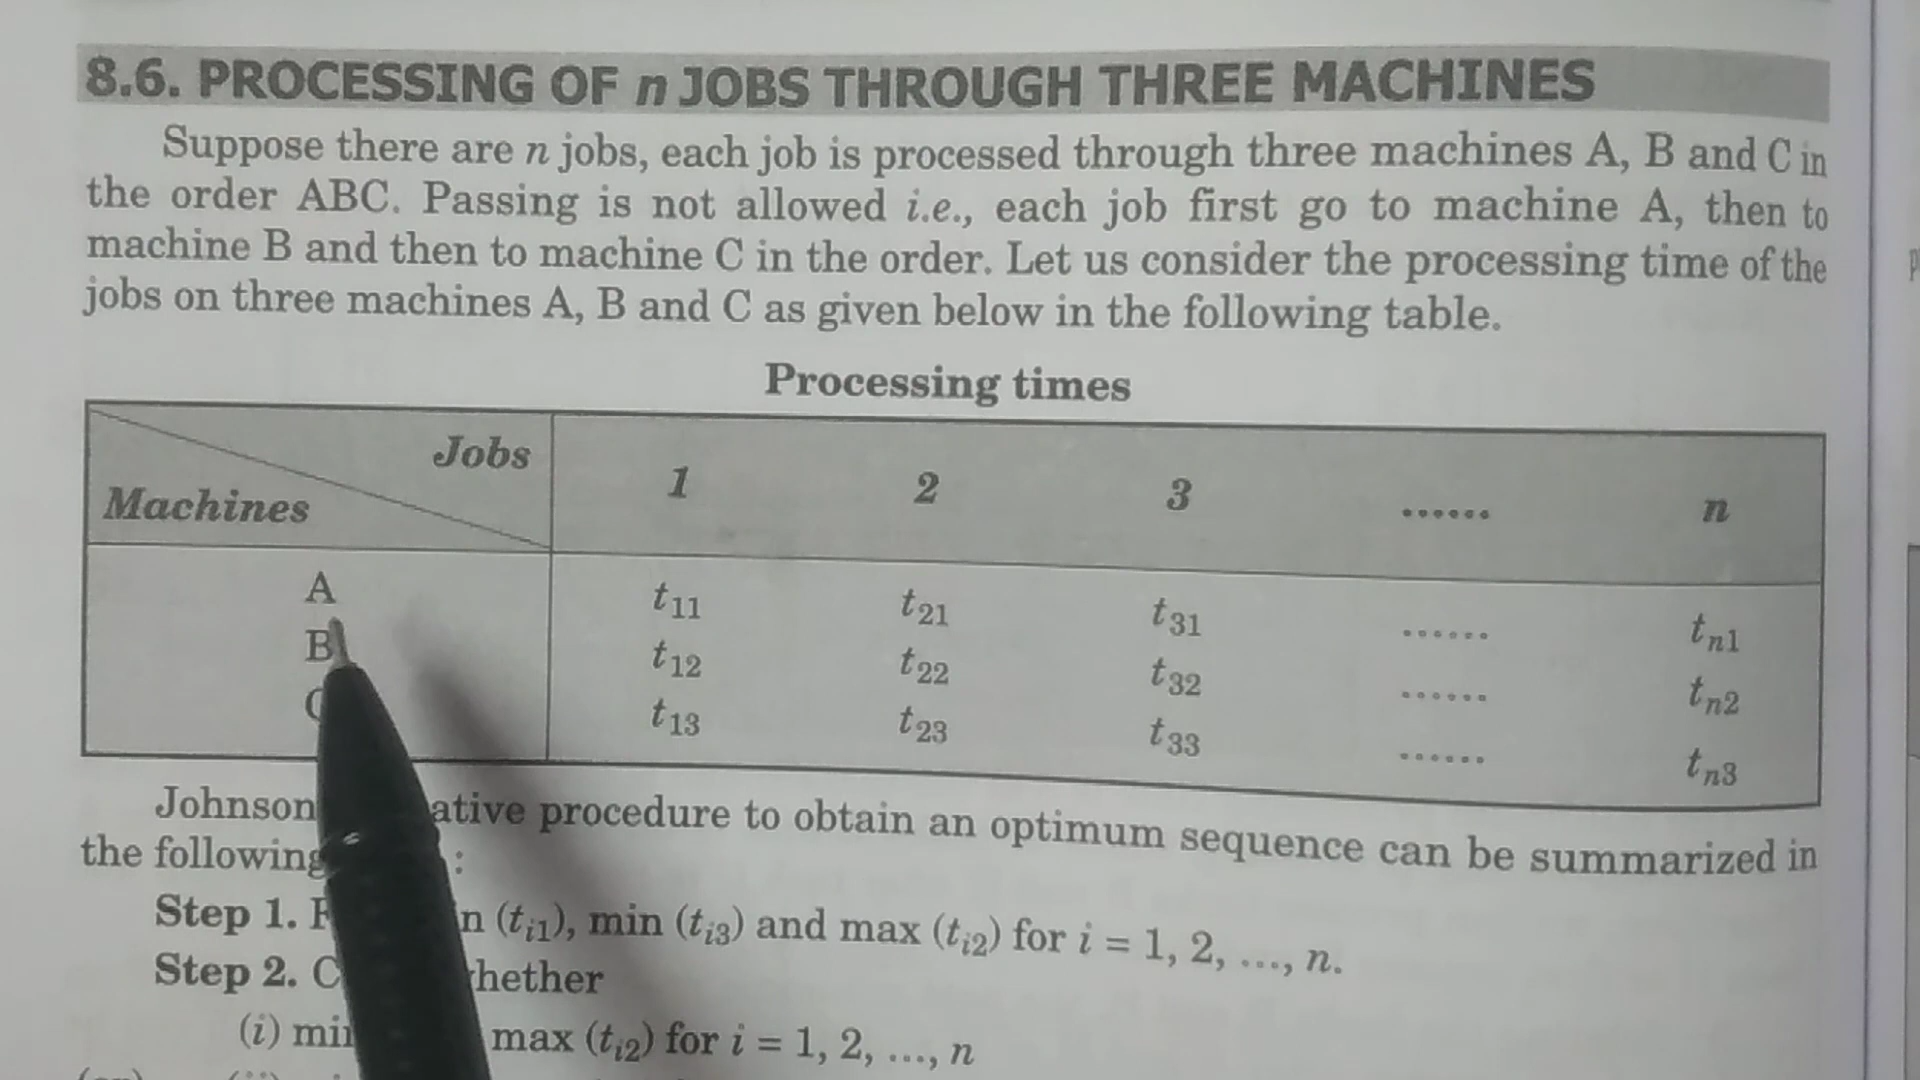 8.6. PROCESSING OF n JOBS THROUGH THREE MACHINES
Suppose there are n jobs, each job is processed through three machines A, B and C in
the order ABC. Passing is not allowed i.e., each job first go to machine A, then to
machine B and then to machine C in the order. Let us consider the processing time of the
jobs on three machines A, B and C as given below in the following table.
Processing times
Jobs
Machines 1 2 3 ...... n
A t11 t21 t31 ...... tn1
B t12 t22 t32 ...... tn2
t13 t23 t33 ...... tn3
Johnson procedure to obtain an optimum sequence can be summarized in
the following :
Step 1. (ti1), min (ti3) and max (ti2) for i = 1, 2, ..., n.
Step 2.
(i) max (ti2) for i = 1, 2, ..., n